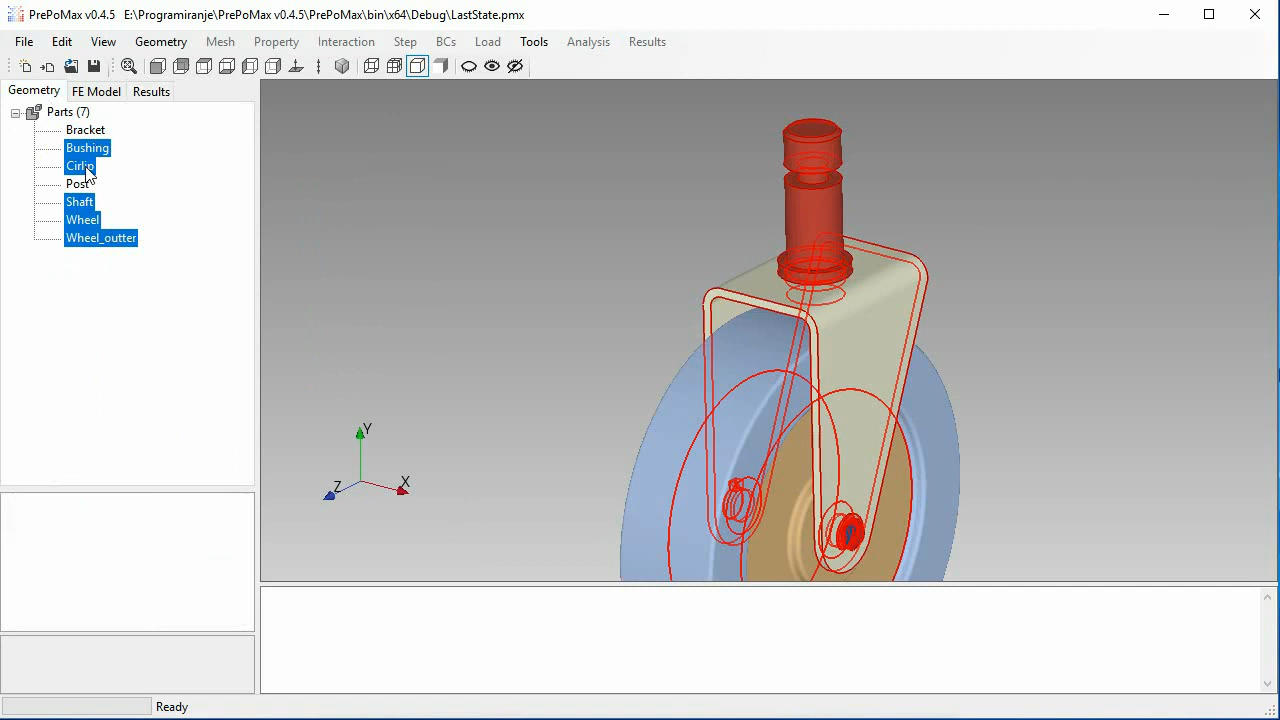 PrePoMax v0.4.5   E:\Programiranje\PrePoMax v0.4.5\PrePoMax\bin\x64\Debug\LastState.pmx
File Edit View Geometry Mesh Property Interaction Step BCs Load Tools Analysis Results
Geometry FE Model Results
Parts (7)
Bracket
Bushing
Cirlip
Post
Shaft
Wheel
Wheel_outter
Y
Z X
Ready